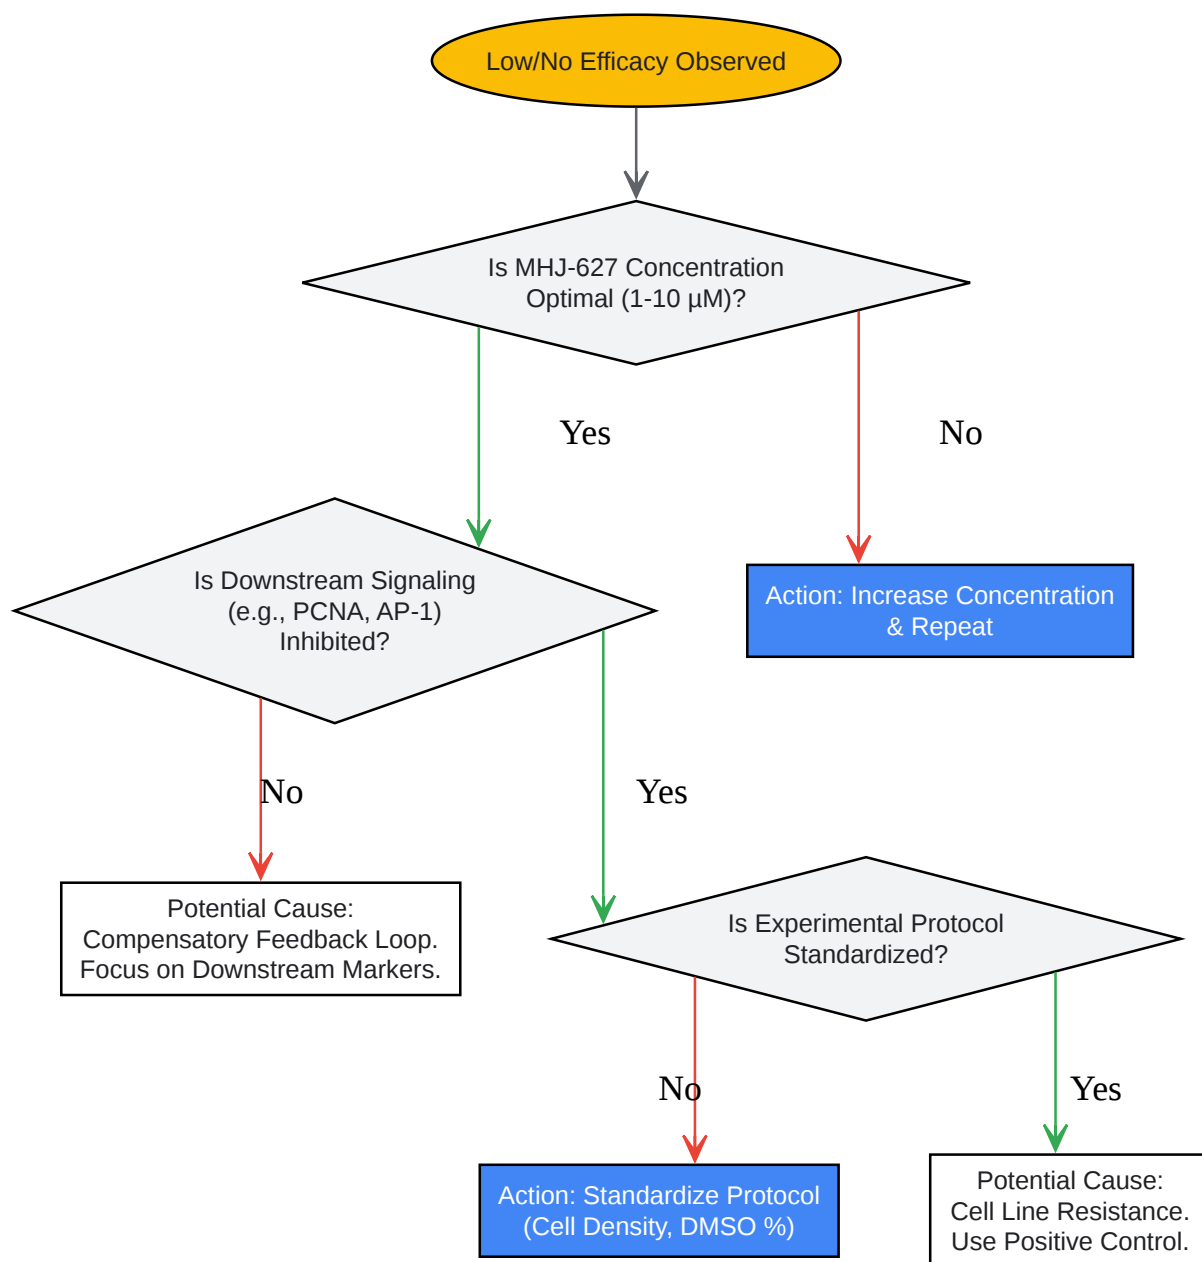 Low/No Efficacy Observed
Is MHJ-627 Concentration
Optimal (1-10 µM)?
Yes
No
Is Downstream Signaling
(e.g., PCNA, AP-1)
Inhibited?
Action: Increase Concentration
& Repeat
No
Yes
Potential Cause:
Compensatory Feedback Loop.
Focus on Downstream Markers.
Is Experimental Protocol
Standardized?
No
Yes
Action: Standardize Protocol
(Cell Density, DMSO %)
Potential Cause:
Cell Line Resistance.
Use Positive Control.